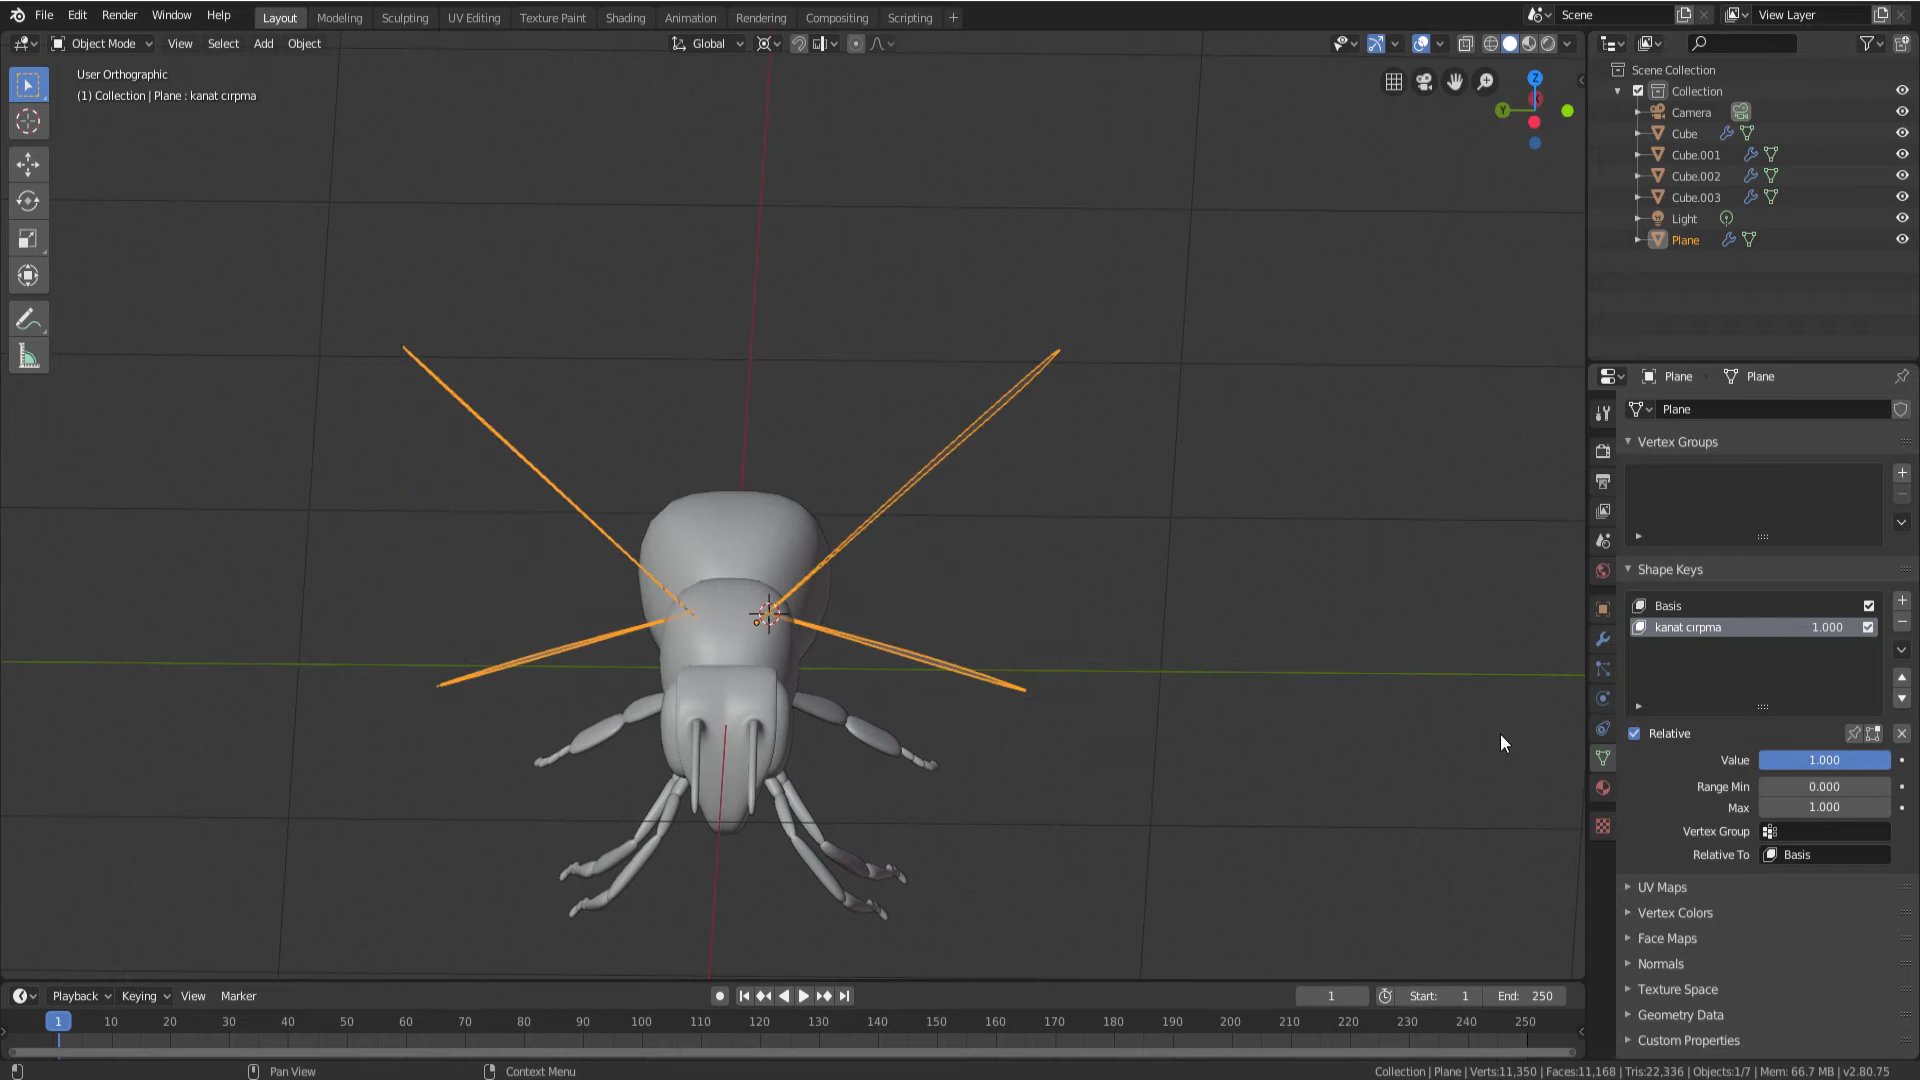 File Edit Render Window Help Layout Modeling Sculpting UV Editing Texture Paint Shading Animation Rendering Compositing Scripting + Scene View Layer
Object Mode View Select Add Object Global
User Orthographic
(1) Collection | Plane : kanat cırpma
Z
Y
Scene Collection
Collection
Camera
Cube
Cube.001
Cube.002
Cube.003
Light
Plane
Plane Plane
Plane
Vertex Groups
Shape Keys
Basis
kanat cırpma 1.000
Relative
Value 1.000
Range Min 0.000
Max 1.000
Vertex Group
Relative To Basis
UV Maps
Vertex Colors
Face Maps
Normals
Texture Space
Geometry Data
Custom Properties
Playback Keying View Marker 1 Start: 1 End: 250
1 10 20 30 40 50 60 70 80 90 100 110 120 130 140 150 160 170 180 190 200 210 220 230 240 250
Pan View Context Menu Collection | Plane | Verts:11,350 | Faces:11,168 | Tris:22,336 | Objects:1/7 | Mem: 66.7 MB | v2.80.75